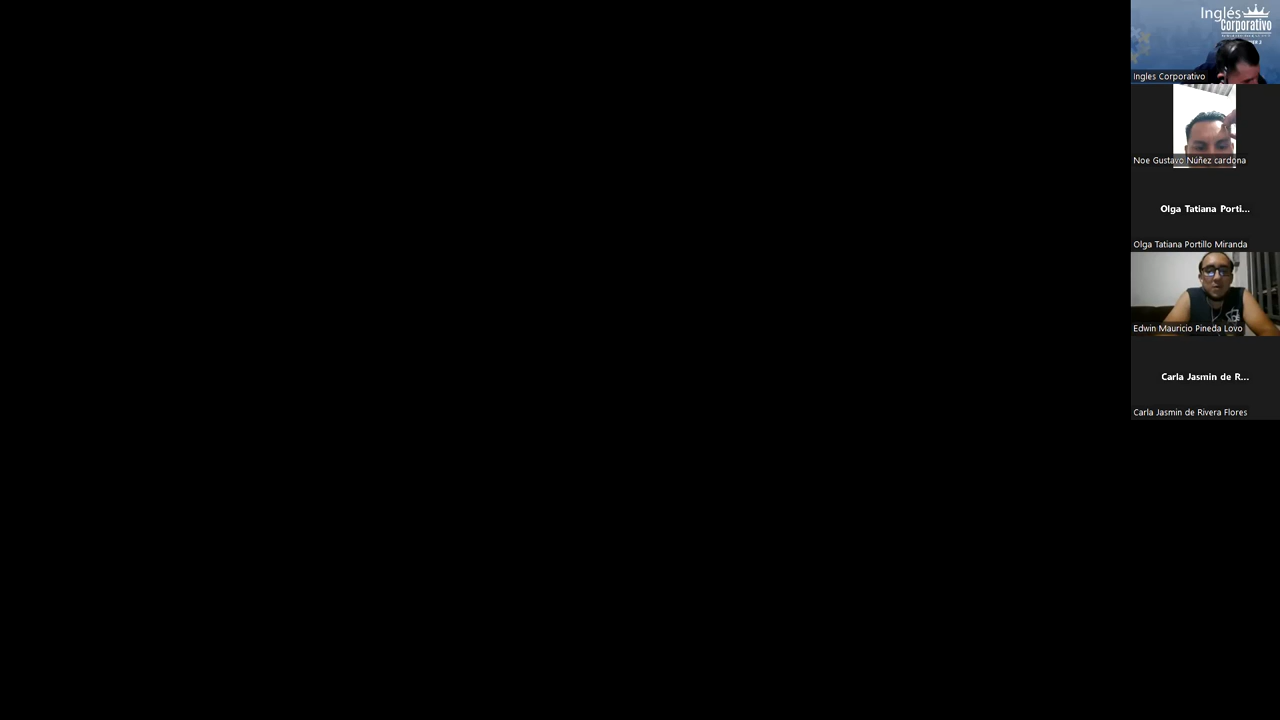 Inglés
Corporativo
Ingles Corporativo
Noe Gustavo Núñez cardona
Olga Tatiana Porti...
Olga Tatiana Portillo Miranda
Edwin Mauricio Pineda Lovo
Carla Jasmin de R...
Carla Jasmin de Rivera Flores